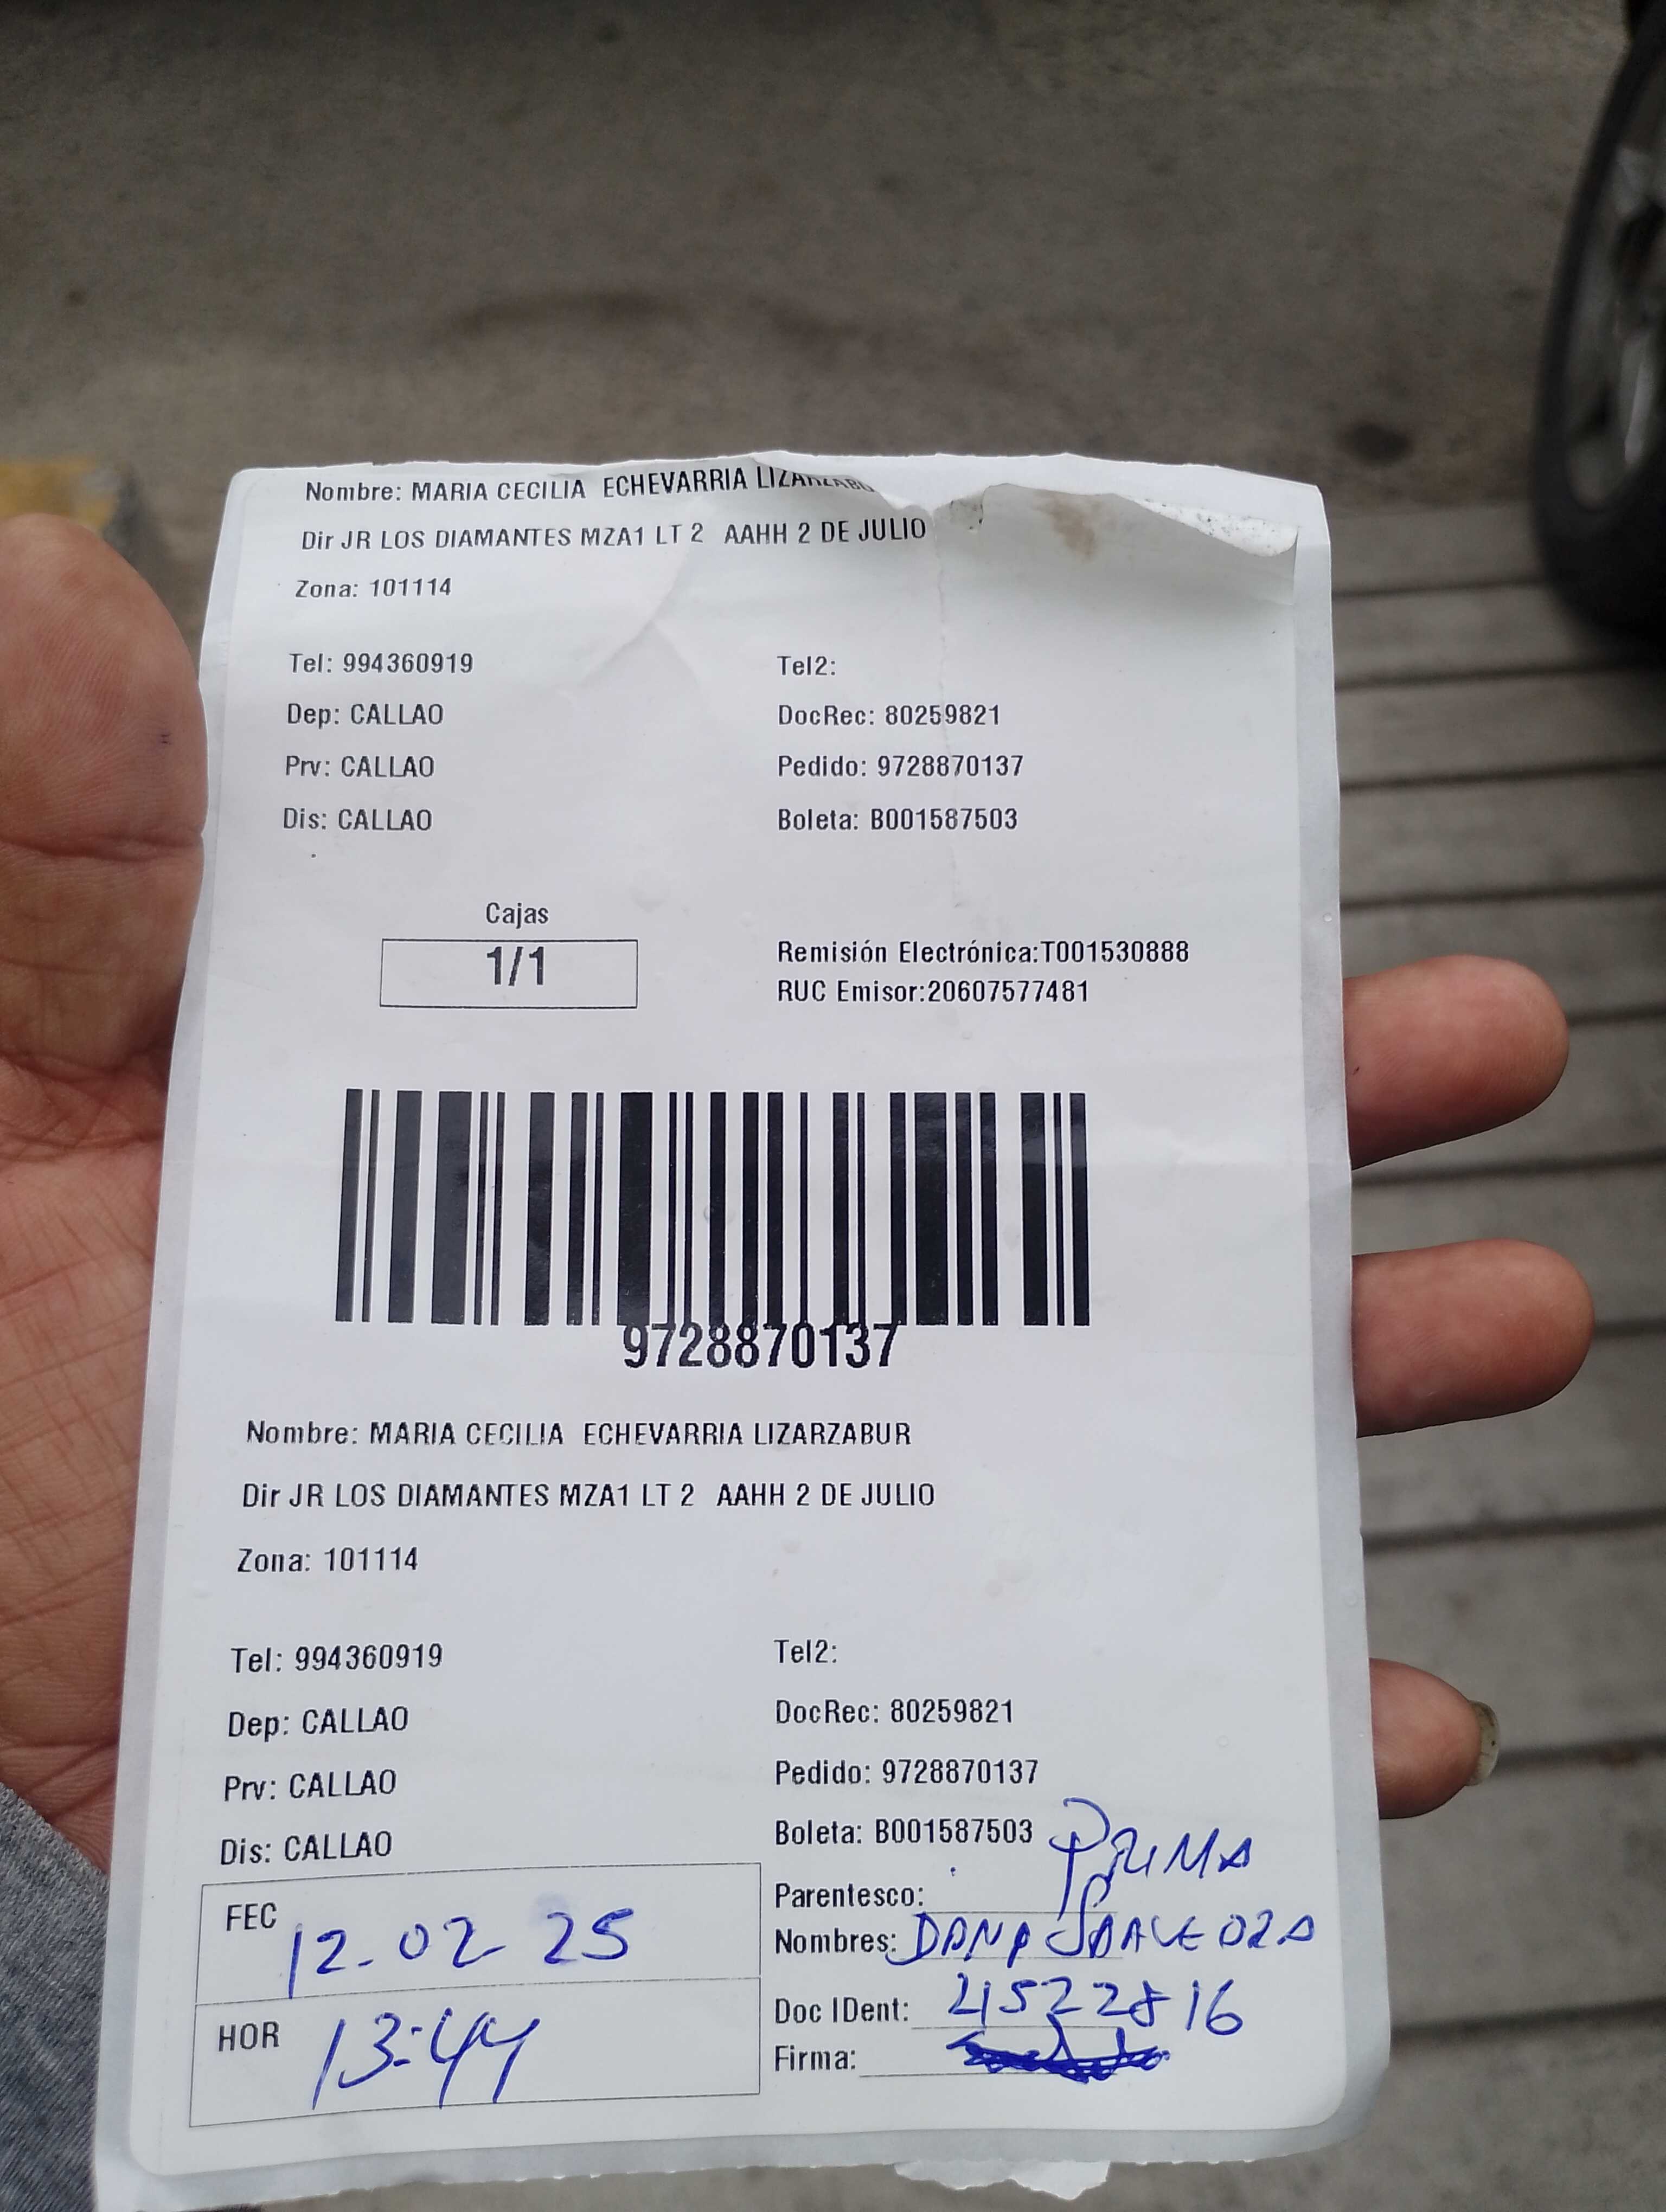 Nombre: MARIA CECILIA ECHEVARRIA LIZARZABU
Dir JR LOS DIAMANTES MZA1 LT 2 AAHH 2 DE JULIO
Zona: 101114
Tel: 994360919 Tel2:
Dep: CALLAO DocRec: 80259821
Prv: CALLAO Pedido: 9728870137
Dis: CALLAO Boleta: B001587503
Cajas
1/1
Remisión Electrónica:T001530888
RUC Emisor:20607577481
9728870137
Nombre: MARIA CECILIA ECHEVARRIA LIZARZABUR
Dir JR LOS DIAMANTES MZA1 LT 2 AAHH 2 DE JULIO
Zona: 101114
Tel: 994360919 Tel2:
Dep: CALLAO DocRec: 80259821
Prv: CALLAO Pedido: 9728870137
Dis: CALLAO Boleta: B001587503
FEC 12-02 25
HOR 13:44
Parentesco: PRIMA
Nombres: DANA SAAVEDRA
Doc IDent: 41522816
Firma: